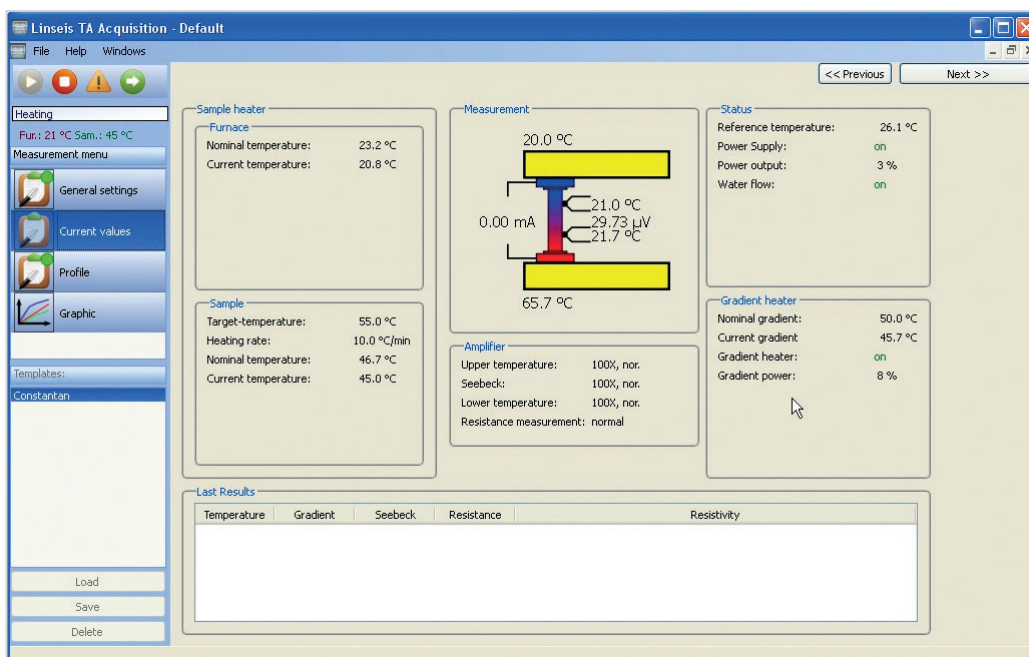 Linseis TA Acquisition - Default
File Help Windows
<< Previous Next >>
Heating
Fur.: 21 °C Sam.: 45 °C
Measurement menu
General settings
Current values
Profile
Graphic
Templates:
Constantan
Load
Save
Delete
Sample heater
Furnace
Nominal temperature: 23.2 °C
Current temperature: 20.8 °C
Sample
Target-temperature: 55.0 °C
Heating rate: 10.0 °C/min
Nominal temperature: 46.7 °C
Current temperature: 45.0 °C
Measurement
20.0 °C
21.0 °C
0.00 mA 29.73 µV
21.7 °C
65.7 °C
Amplifier
Upper temperature: 100X, nor.
Seebeck: 100X, nor.
Lower temperature: 100X, nor.
Resistance measurement: normal
Status
Reference temperature: 26.1 °C
Power Supply: on
Power output: 3 %
Water flow: on
Gradient heater
Nominal gradient: 50.0 °C
Current gradient 45.7 °C
Gradient heater: on
Gradient power: 8 %
Last Results
Temperature Gradient Seebeck Resistance Resistivity